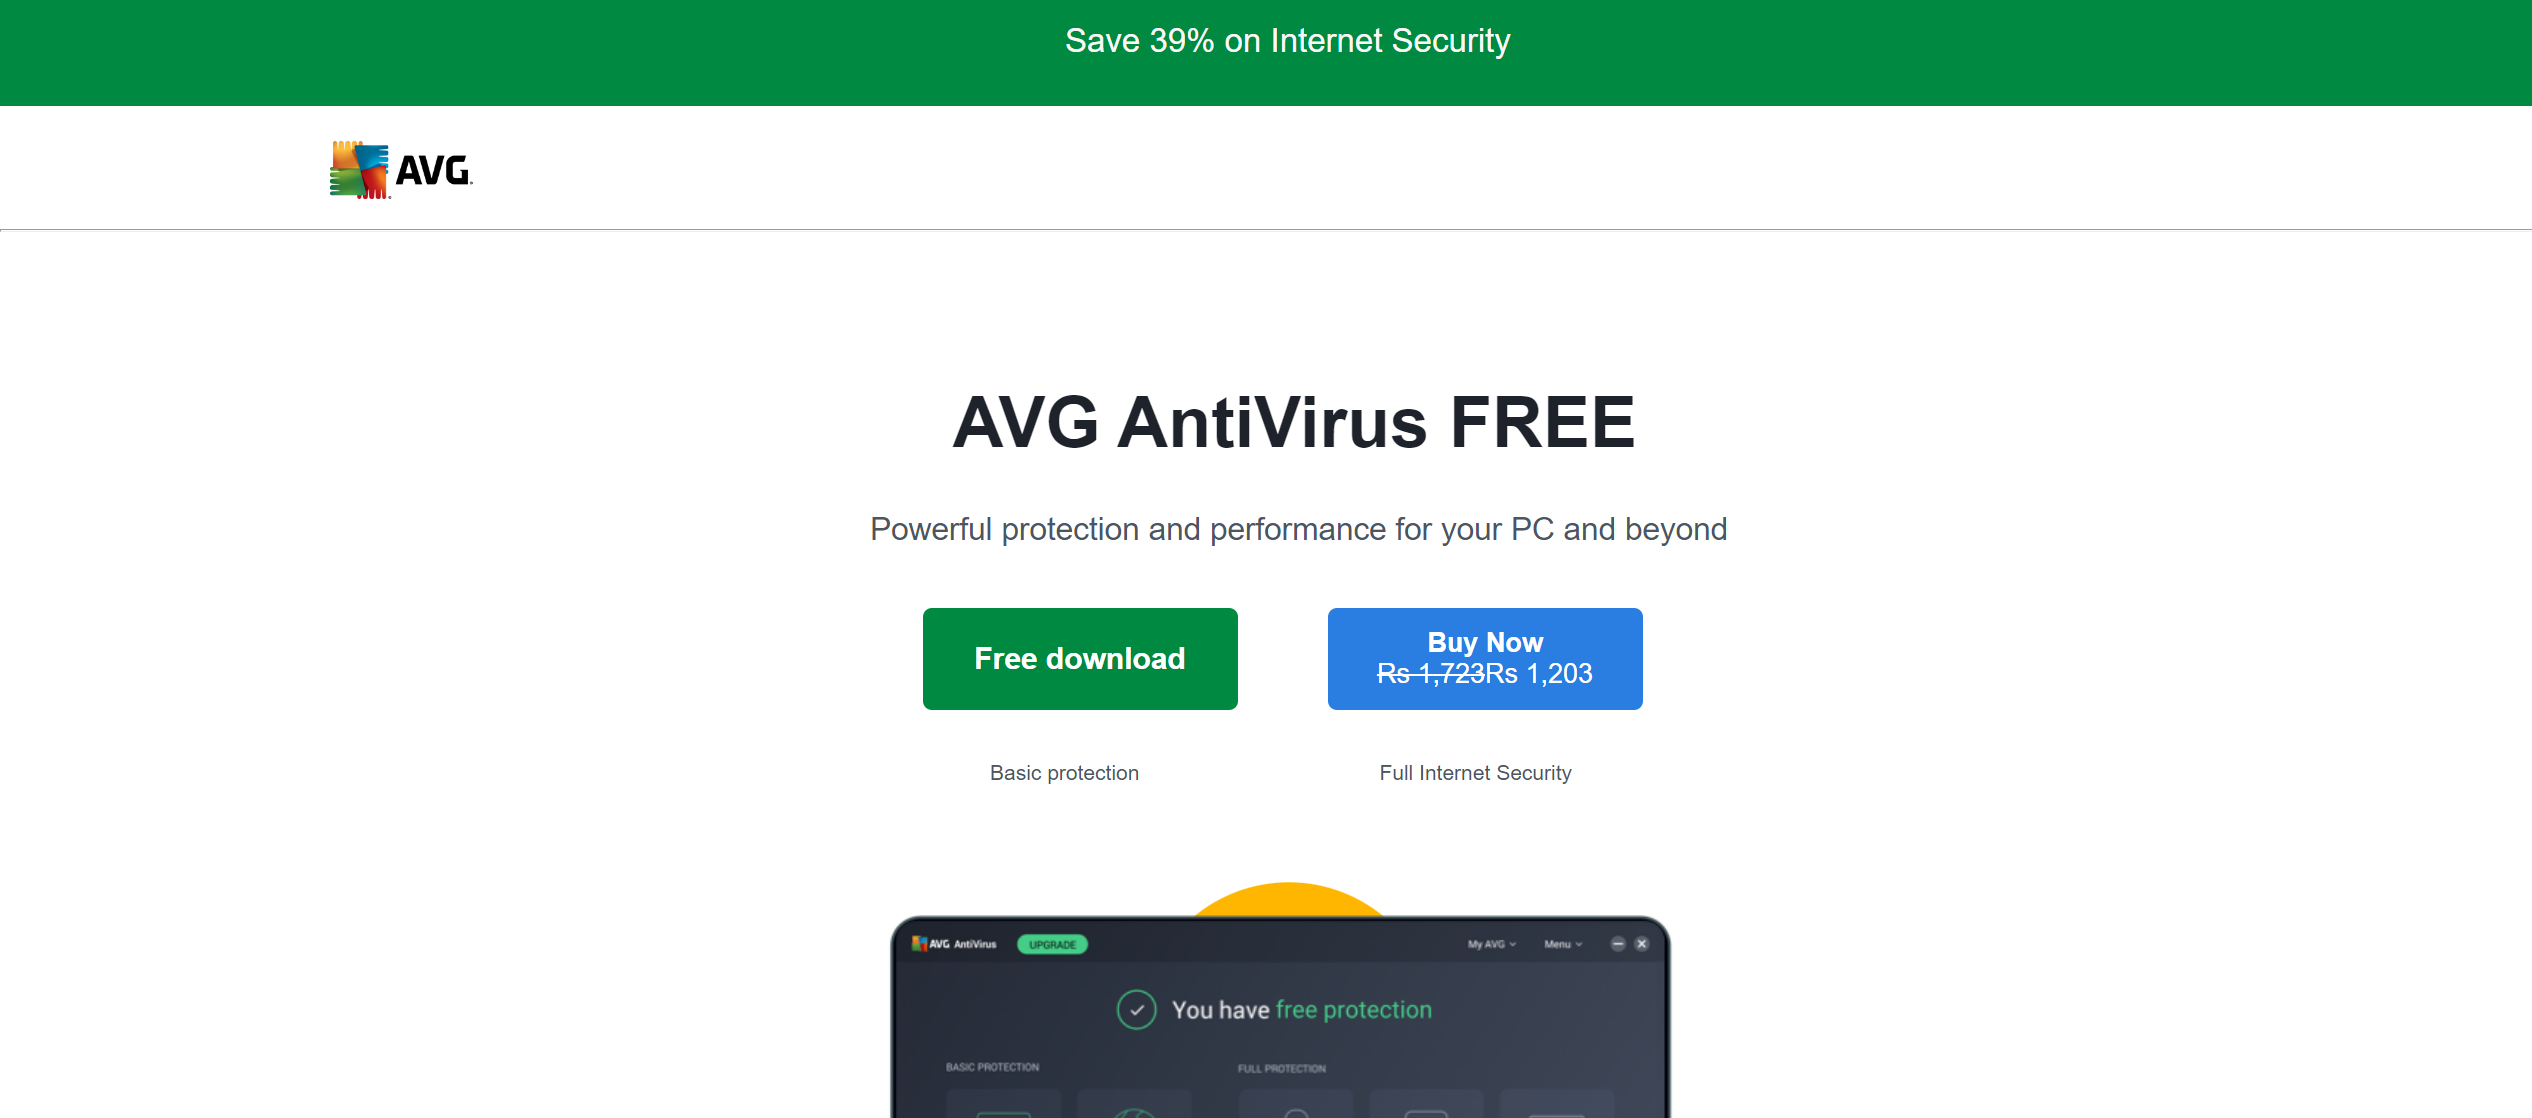 Save 39% on Internet Security
AVG
AVG AntiVirus FREE
Powerful protection and performance for your PC and beyond
Free download
Buy Now
Rs 1,723Rs 1,203
Basic protection
Full Internet Security
AVG AntiVirus UPGRADE My AVG Menu
You have free protection
BASIC PROTECTION FULL PROTECTION